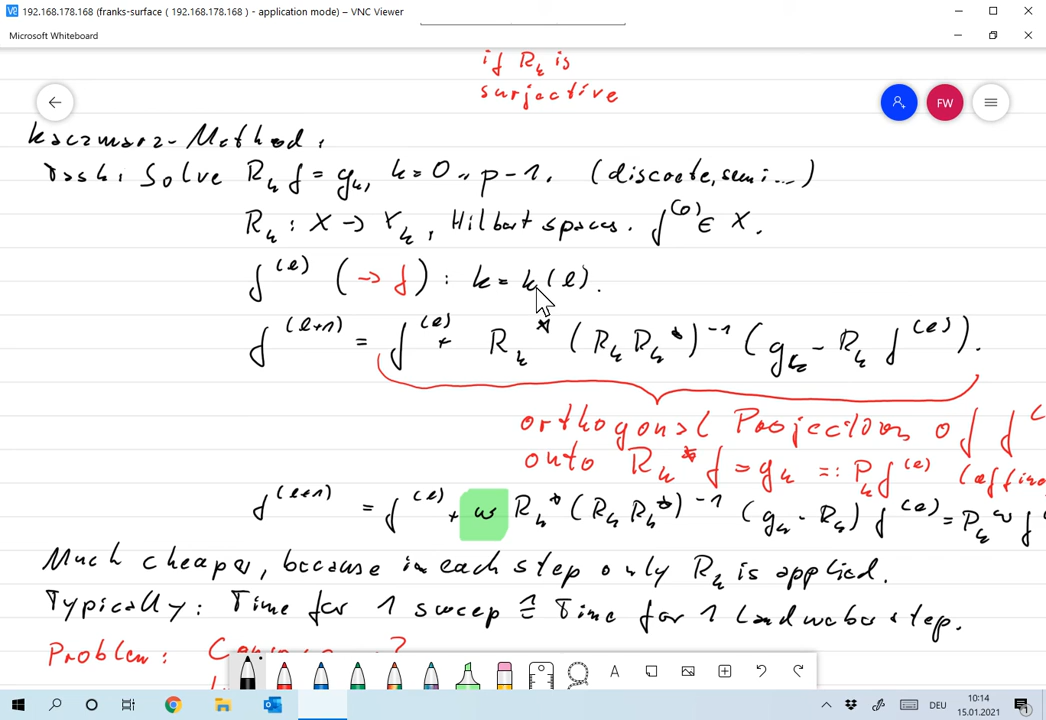 192.168.178.168 (franks-surface ( 192.168.178.168 ) - application mode) – VNC Viewer
Microsoft Whiteboard
if R_k is
surjective
FW
Kaczmarz-Method:
Task: Solve R_k f = g_k, k = 0 .. p-1. (discrete, semi...)
R_k : X → Y_k, Hilbert spaces. f^(0) ∈ X.
f^(l) (→ f) : k = k(l).
f^(l+1) = f^(l) + R_k^* (R_k R_k^*)^-1 (g_k - R_k f^(l)).
orthogonal Projection of f^(
onto R_k^* f = g_k =: P_k f^(l) (affine
f^(l+1) = f^(l) + ω R_k^* (R_k R_k^*)^-1 (g_k - R_k) f^(l) = P_k^ω f
Much cheaper, because in each step only R_k is applied.
Typically: Time for 1 sweep ≙ Time for 1 Landweber step.
Problem:
?
A
DEU
10:14
15.01.2021
1